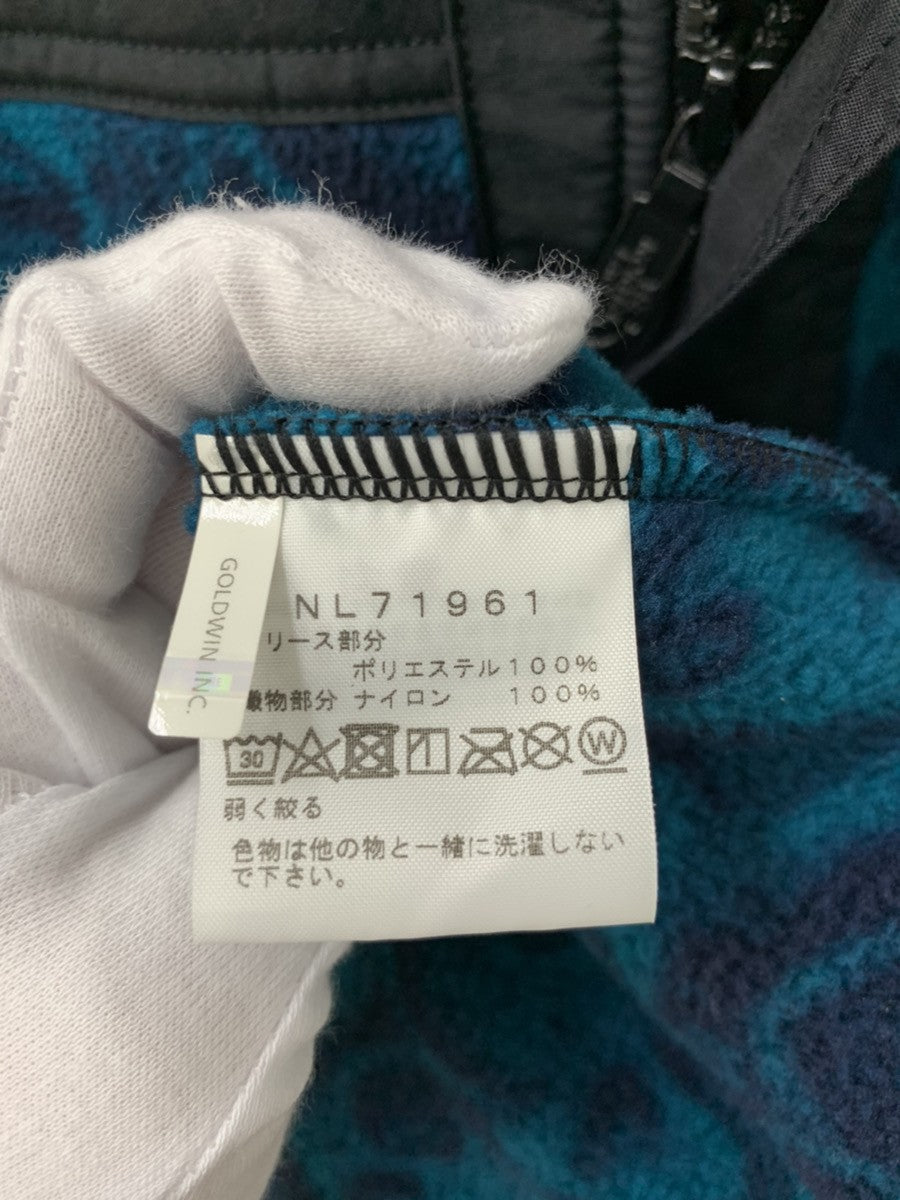 GOLDWIN INC.
NL71961
リース部分
ポリエステル100%
物部分 ナイロン 100%
30
W
弱く絞る
色物は他の物と一緒に洗濯しない
で下さい。